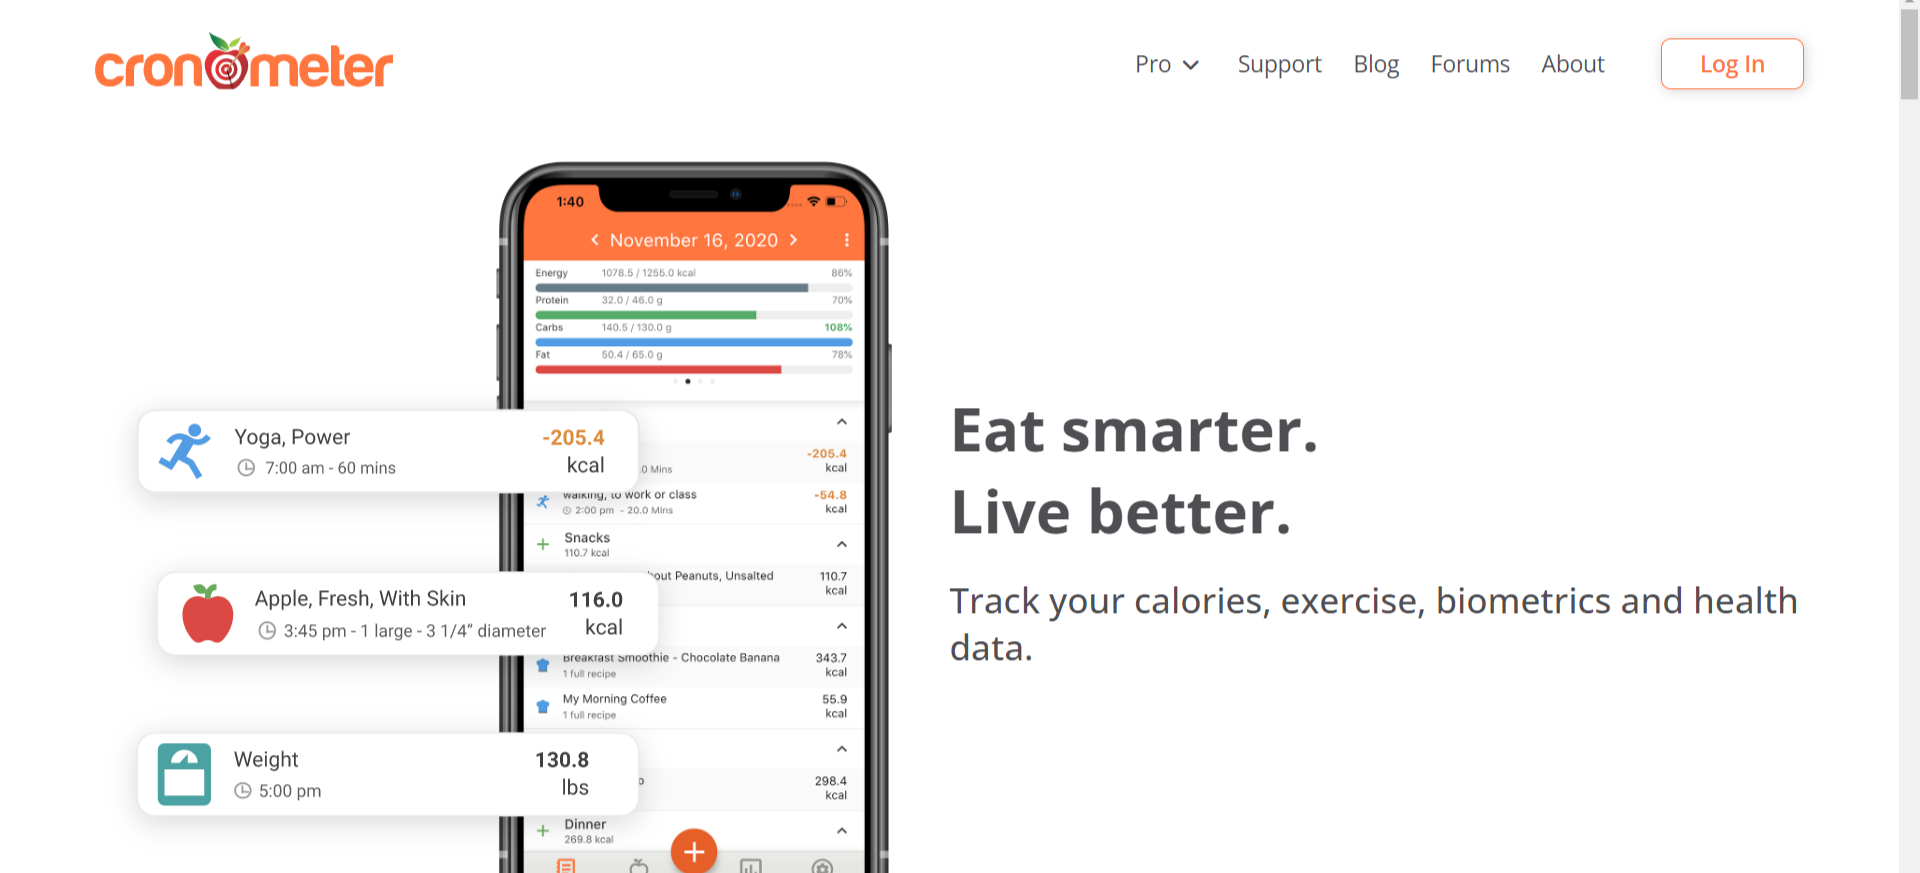 cronometer
Pro Support Blog Forums About Log In
1:40
November 16, 2020
Energy 1078.5 / 1255.0 kcal 86%
Protein 32.0 / 46.0 g 70%
Carbs 140.5 / 130.0 g 108%
Fat 50.4 / 65.0 g 78%
Yoga, Power -205.4
7:00 am - 60 mins kcal
-205.4
.0 Mins kcal
walking, to work or class -54.8
2:00 pm - 20.0 Mins kcal
Snacks
110.7 kcal
Peanuts, Unsalted 110.7
kcal
Apple, Fresh, With Skin 116.0
3:45 pm - 1 large - 3 1/4” diameter kcal
Breakfast Smoothie - Chocolate Banana 343.7
1 full recipe kcal
My Morning Coffee 55.9
1 full recipe kcal
Weight 130.8
5:00 pm lbs
298.4
kcal
Dinner
269.8 kcal
Eat smarter.
Live better.
Track your calories, exercise, biometrics and health
data.